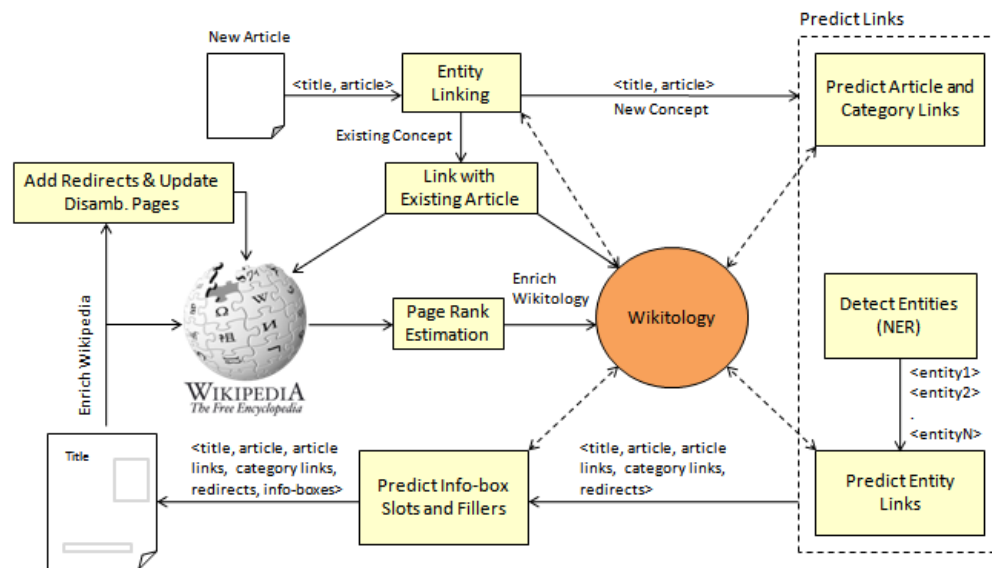 Predict Links
New Article
<title, article>
Entity
Linking
<title, article>
New Concept
Predict Article and
Category Links
Existing Concept
Add Redirects & Update
Disamb. Pages
Link with
Existing Article
Enrich
Wikitology
Page Rank
Estimation
Wikitology
Detect Entities
(NER)
<entity1>
<entity2>
.
<entityN>
WIKIPEDIA
The Free Encyclopedia
Enrich Wikipedia
Title
<title, article, article
links, category links,
redirects, info-boxes>
Predict Info-box
Slots and Fillers
<title, article, article
links, category links,
redirects>
Predict Entity
Links